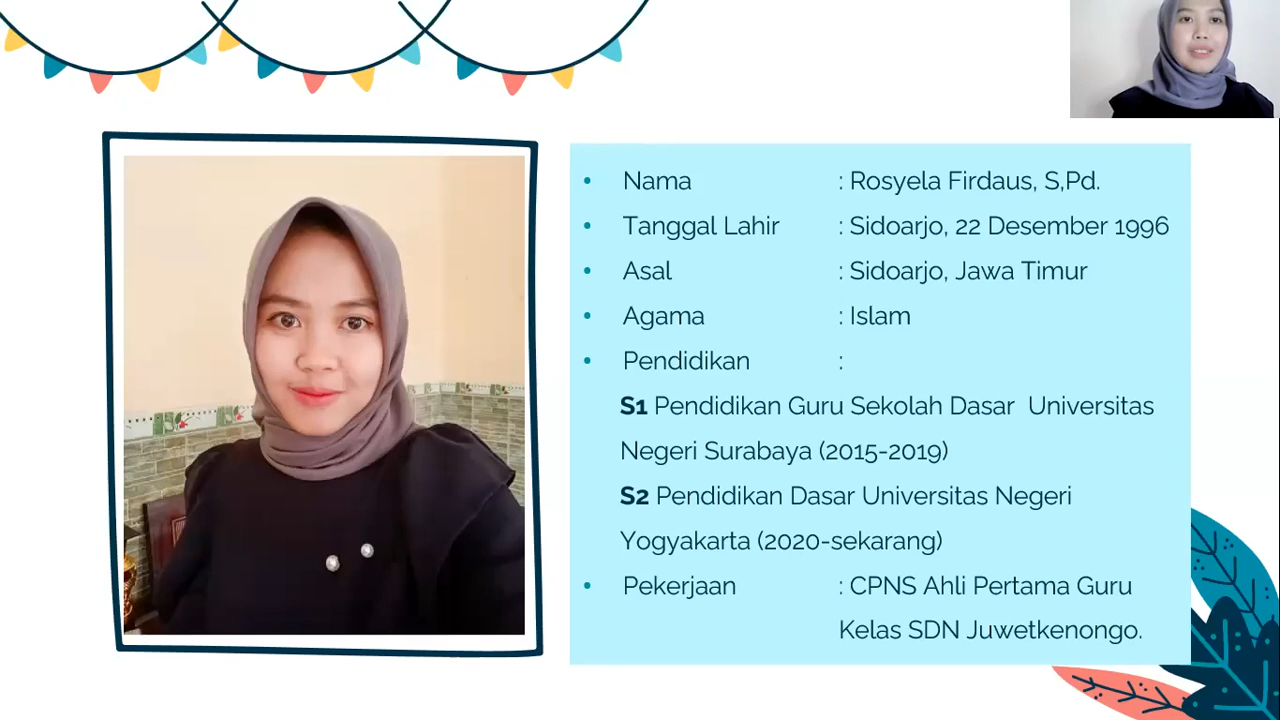 • Nama : Rosyela Firdaus, S,Pd.
• Tanggal Lahir : Sidoarjo, 22 Desember 1996
• Asal : Sidoarjo, Jawa Timur
• Agama : Islam
• Pendidikan :
S1 Pendidikan Guru Sekolah Dasar Universitas
Negeri Surabaya (2015-2019)
S2 Pendidikan Dasar Universitas Negeri
Yogyakarta (2020-sekarang)
• Pekerjaan : CPNS Ahli Pertama Guru
Kelas SDN Juwetkenongo.